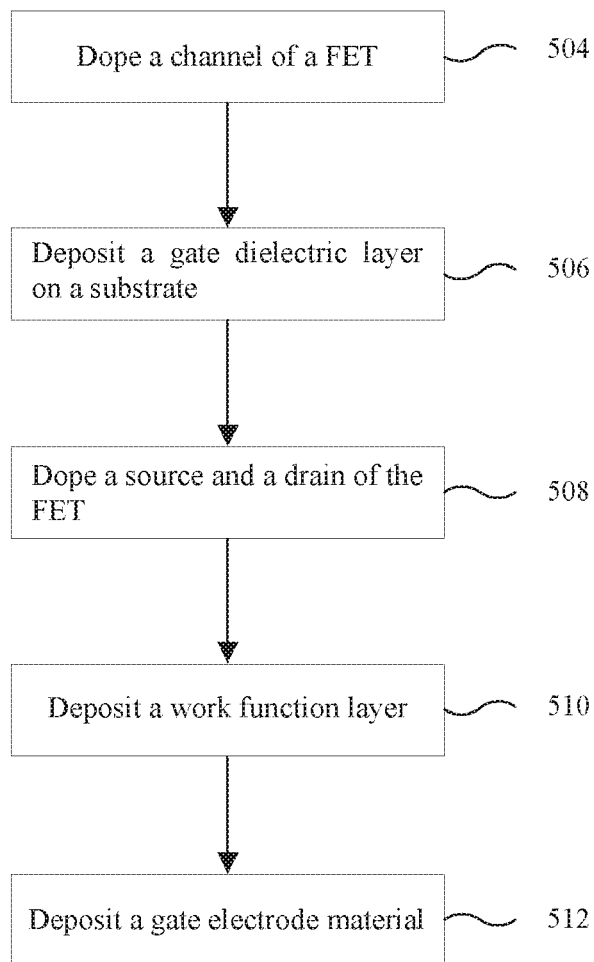 Dope a channel of a FET
504
Deposit a gate dielectric layer
on a substrate
506
Dope a source and a drain of the
FET
508
Deposit a work function layer
510
Deposit a gate electrode material
512